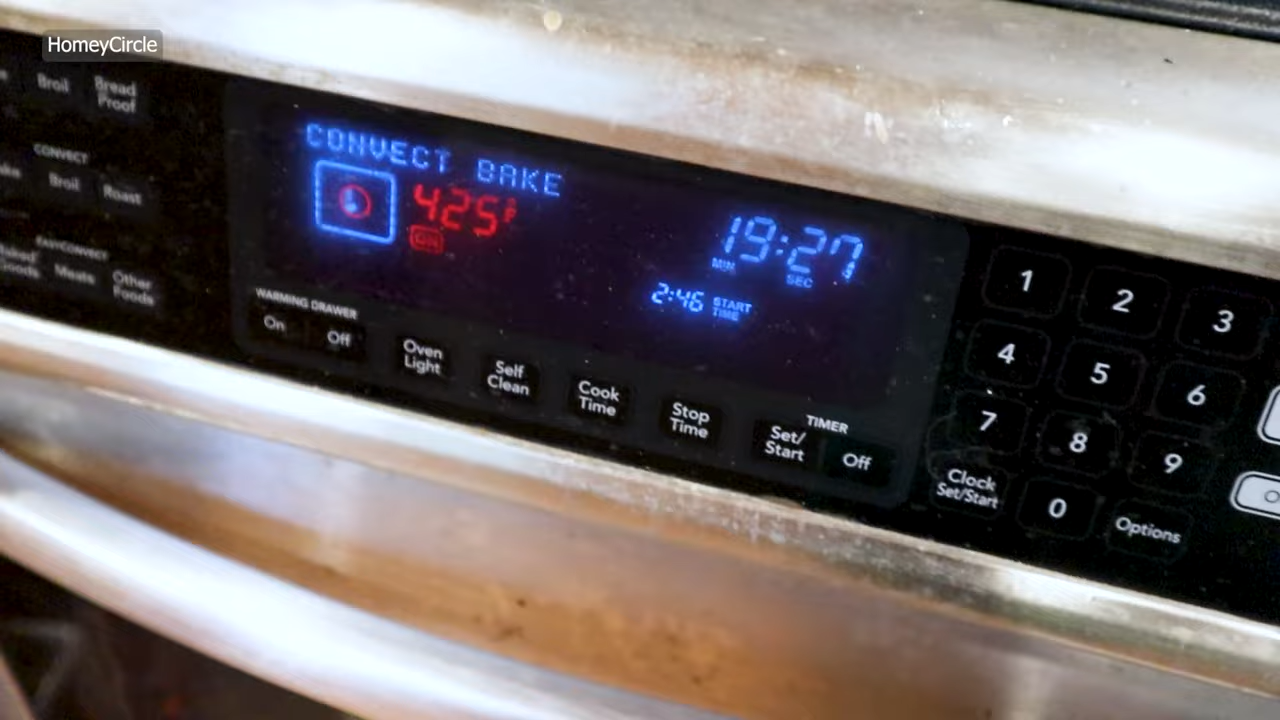 HomeyCircle
Broil
Bread
Proof
CONVECT
Broil
Roast
EASYCONVECT
Meats
Other
Foods
CONVECT BAKE
425°F
ON
19:27
MIN
SEC
2:46 START
TIME
WARMING DRAWER
On
Off
Oven
Light
Self
Clean
Cook
Time
Stop
Time
TIMER
Set/
Start
Off
1
2
3
4
5
6
7
8
9
Clock
Set/Start
0
Options